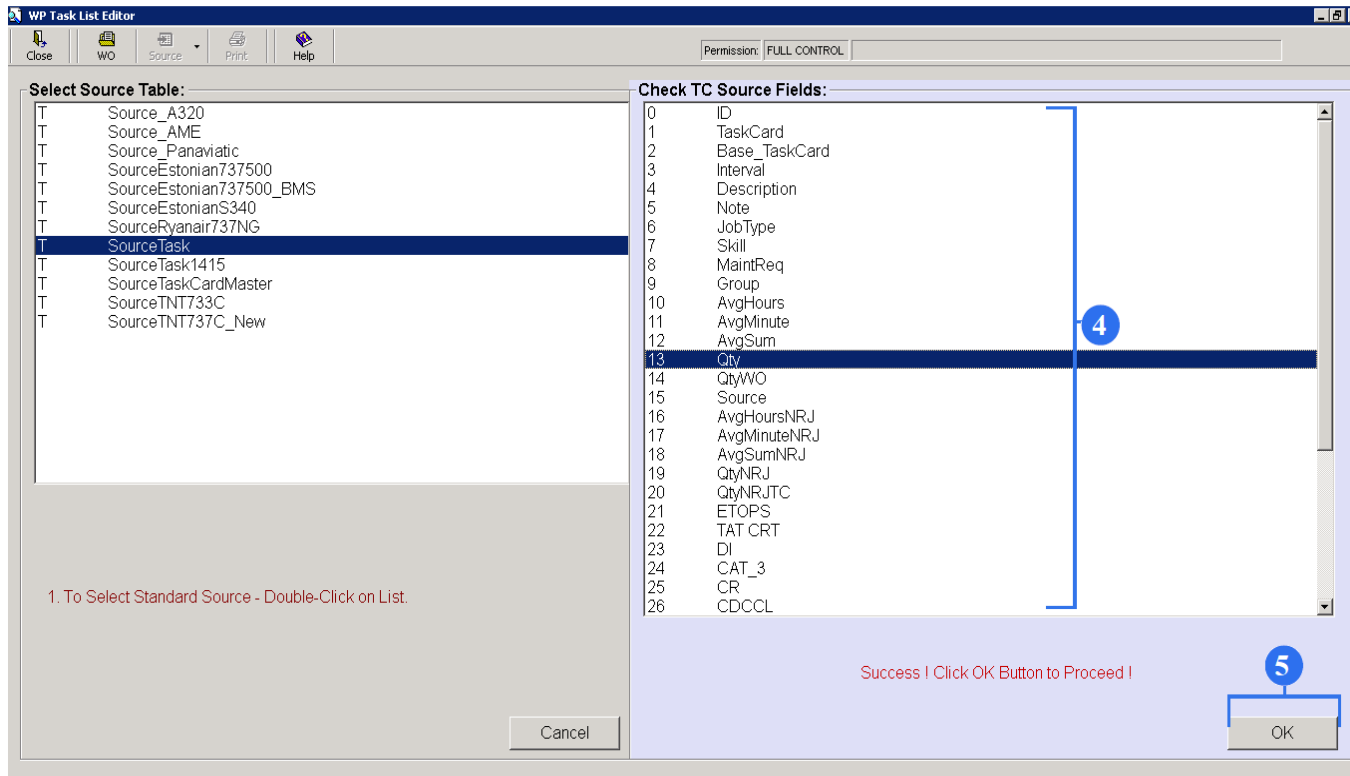 WP Task List Editor
Close WO Source Print Help Permission: FULL CONTROL
Select Source Table:
T Source_A320
T Source_AME
T Source_Panaviatic
T SourceEstonian737500
T SourceEstonian737500_BMS
T SourceEstonianS340
T SourceRyanair737NG
T SourceTask
T SourceTask1415
T SourceTaskCardMaster
T SourceTNT733C
T SourceTNT737C_New
1. To Select Standard Source - Double-Click on List.
Cancel
Check TC Source Fields:
0 ID
1 TaskCard
2 Base_TaskCard
3 Interval
4 Description
5 Note
6 JobType
7 Skill
8 MaintReq
9 Group
10 AvgHours
11 AvgMinute
12 AvgSum
13 Qty
14 QtyWO
15 Source
16 AvgHoursNRJ
17 AvgMinuteNRJ
18 AvgSumNRJ
19 QtyNRJ
20 QtyNRJTC
21 ETOPS
22 TAT CRT
23 DI
24 CAT_3
25 CR
26 CDCCL
4
Success ! Click OK Button to Proceed !
5
OK